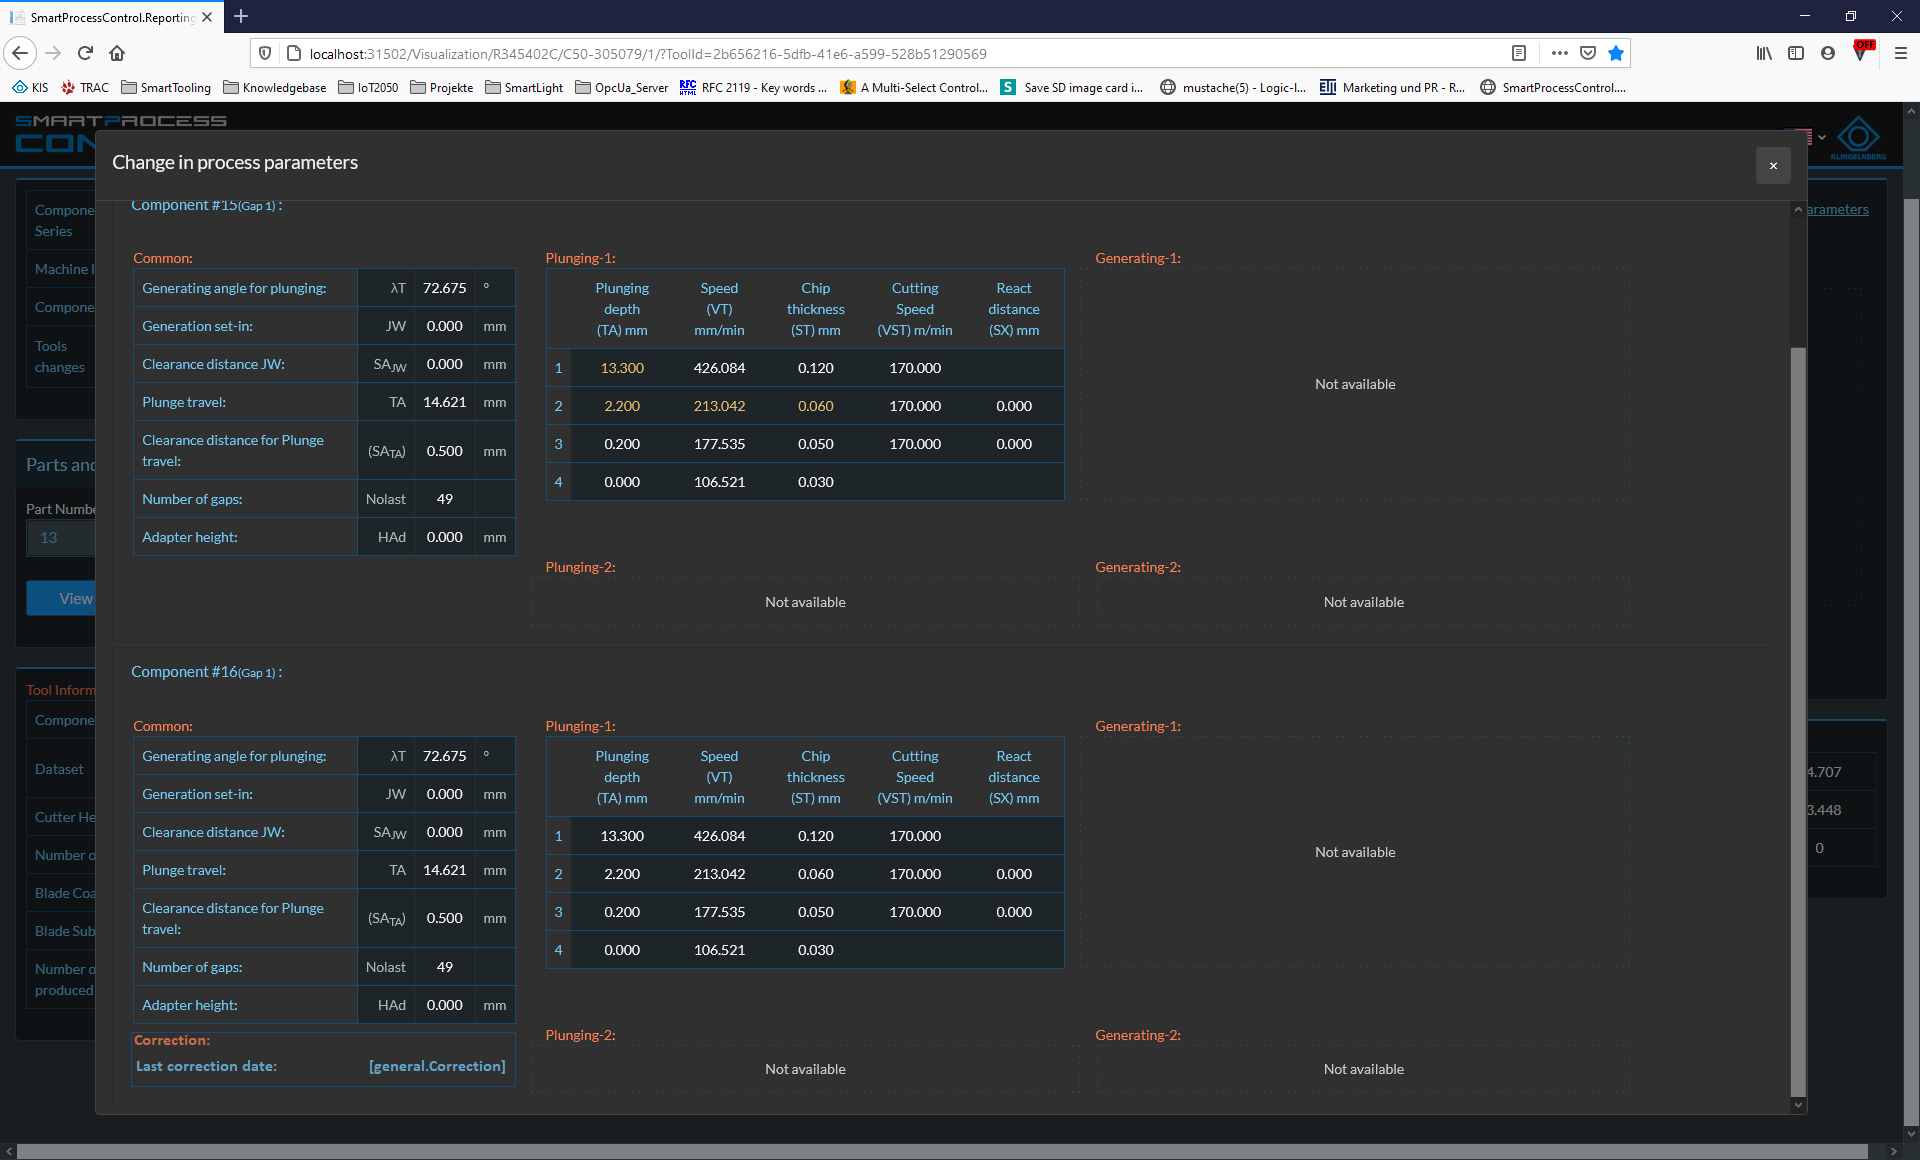 SmartProcessControl.Reporting
localhost:31502/Visualization/R345402C/C50-305079/1/?ToolId=2b656216-5dfb-41e6-a599-528b51290569
OFF
KIS TRAC SmartTooling Knowledgebase IoT2050 Projekte SmartLight OpcUa_Server RFC HTML RFC 2119 - Key words ... A Multi-Select Control... S Save SD image card i... mustache(5) - Logic-l... ETJ Marketing und PR - R... SmartProcessControl....
SMARTPROCESS
CON
KLINGELNBERG
Change in process parameters
×
Compone
Series
Machine I
Compone
Tools
changes
arameters
Parts and
Part Numbe
13
View
Tool Inform
Compone
Dataset
Cutter He
Number o
Blade Coa
Blade Sub
Number o
produced
4.707
3.448
0
Component #15(Gap 1) :
Common:
Generating angle for plunging: λT 72.675 °
Generation set-in: JW 0.000 mm
Clearance distance JW: SAJW 0.000 mm
Plunge travel: TA 14.621 mm
Clearance distance for Plunge
travel: (SATA) 0.500 mm
Number of gaps: Nolast 49
Adapter height: HAd 0.000 mm
Plunging-1:
Plunging Speed Chip Cutting React
depth (VT) thickness Speed distance
(TA) mm mm/min (ST) mm (VST) m/min (SX) mm
1 13.300 426.084 0.120 170.000
2 2.200 213.042 0.060 170.000 0.000
3 0.200 177.535 0.050 170.000 0.000
4 0.000 106.521 0.030
Generating-1:
Not available
Plunging-2:
Not available
Generating-2:
Not available
Component #16(Gap 1) :
Common:
Generating angle for plunging: λT 72.675 °
Generation set-in: JW 0.000 mm
Clearance distance JW: SAJW 0.000 mm
Plunge travel: TA 14.621 mm
Clearance distance for Plunge
travel: (SATA) 0.500 mm
Number of gaps: Nolast 49
Adapter height: HAd 0.000 mm
Correction:
Last correction date: [general.Correction]
Plunging-1:
Plunging Speed Chip Cutting React
depth (VT) thickness Speed distance
(TA) mm mm/min (ST) mm (VST) m/min (SX) mm
1 13.300 426.084 0.120 170.000
2 2.200 213.042 0.060 170.000 0.000
3 0.200 177.535 0.050 170.000 0.000
4 0.000 106.521 0.030
Generating-1:
Not available
Plunging-2:
Not available
Generating-2:
Not available